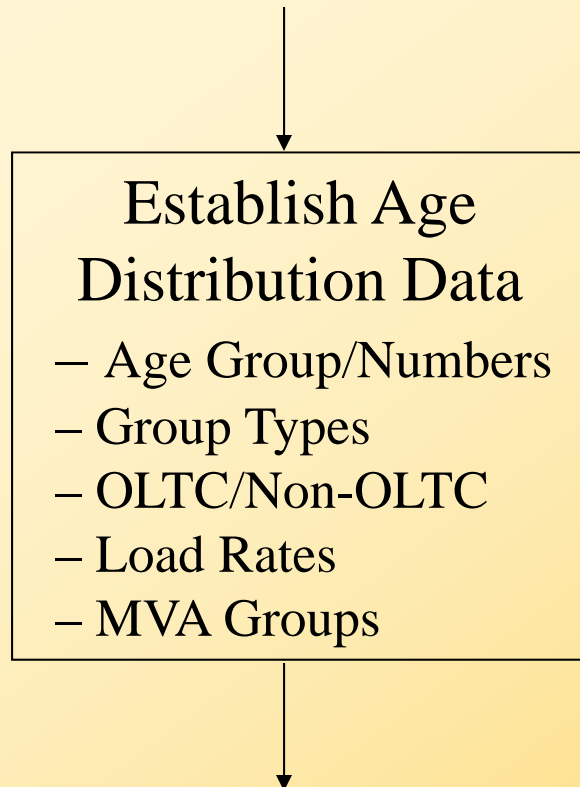 Establish Age
Distribution Data
– Age Group/Numbers
– Group Types
– OLTC/Non-OLTC
– Load Rates
– MVA Groups